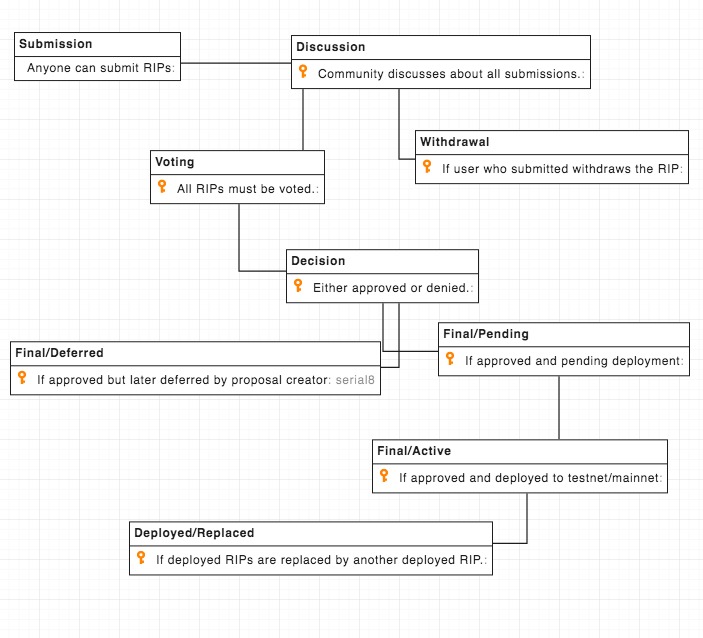 Submission
Anyone can submit RIPs:
Discussion
Community discusses about all submissions.:
Withdrawal
If user who submitted withdraws the RIP:
Voting
All RIPs must be voted.:
Decision
Either approved or denied.:
Final/Pending
If approved and pending deployment:
Final/Deferred
If approved but later deferred by proposal creator: serial8
Final/Active
If approved and deployed to testnet/mainnet:
Deployed/Replaced
If deployed RIPs are replaced by another deployed RIP.: